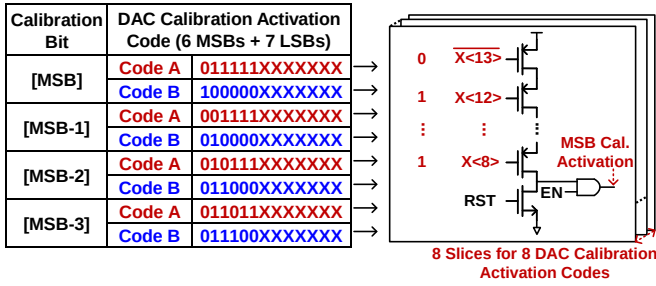 Calibration Bit
DAC Calibration Activation Code (6 MSBs + 7 LSBs)
[MSB]
Code A 011111XXXXXXX
Code B 100000XXXXXXX
[MSB-1]
Code A 001111XXXXXXX
Code B 010000XXXXXXX
[MSB-2]
Code A 010111XXXXXXX
Code B 011000XXXXXXX
[MSB-3]
Code A 011011XXXXXXX
Code B 011100XXXXXXX
0 X<13>
1 X<12>
1 X<8>
RST
EN
MSB Cal.
Activation
8 Slices for 8 DAC Calibration
Activation Codes